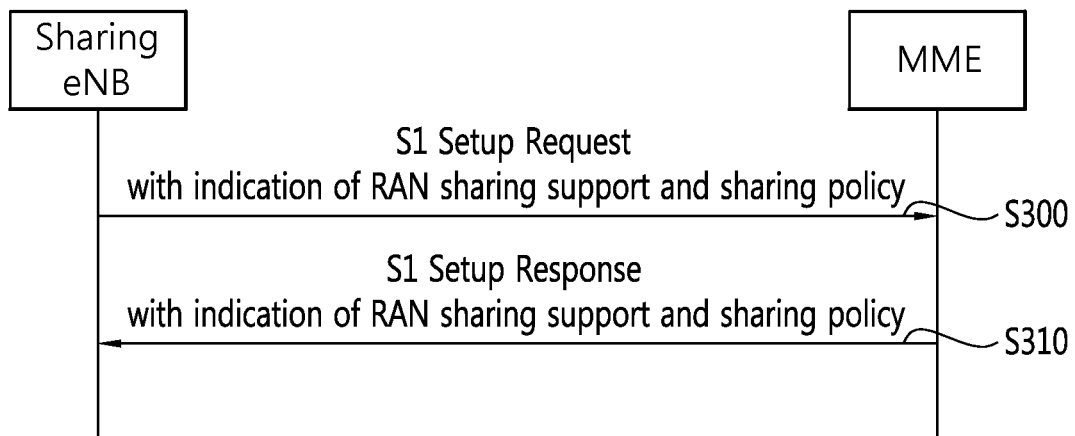 Sharing
eNB
MME
S1 Setup Request
with indication of RAN sharing support and sharing policy
S300
S1 Setup Response
with indication of RAN sharing support and sharing policy
S310